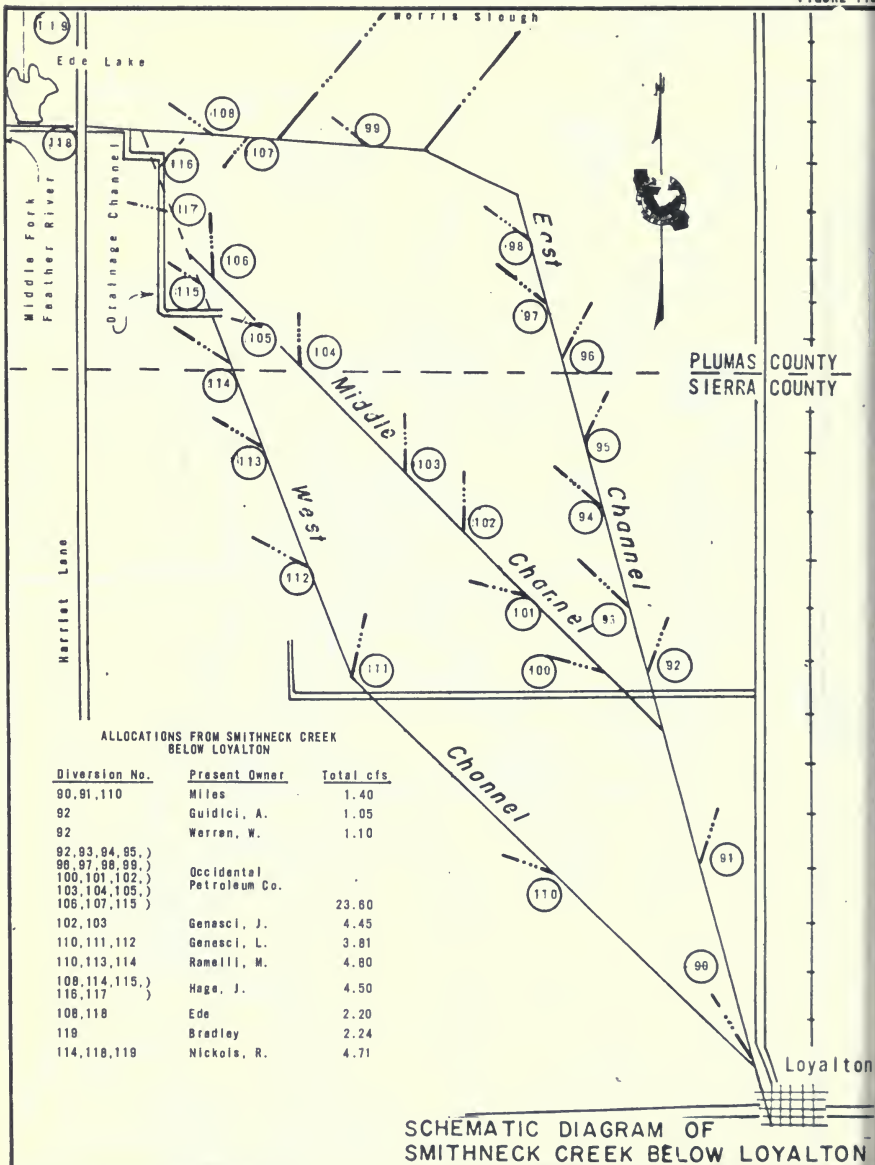 Morris Slough
119
Ede Lake
108
99
118
107
116
Middle Fork
Feather River
Drainage Channel
117
East
98
106
N
115
97
105
96
104
PLUMAS COUNTY
SIERRA COUNTY
114
Middle
95
113
103
West
94
Channel
102
112
Channel
101
93
Harriet Lane
100
92
111
ALLOCATIONS FROM SMITHNECK CREEK
BELOW LOYALTON
Channel
Diversion No. Present Owner Total cfs
90,91,110 Miles 1.40
92 Guidici, A. 1.05
92 Warren, W. 1.10
92,93,94,95,)
96,97,98,99,)
100,101,102,) Occidental
103,104,105,) Petroleum Co.
106,107,115 ) 23.60
102,103 Genasci, J. 4.45
110,111,112 Genasci, L. 3.81
110,113,114 Ramelli, M. 4.80
108,114,115,)
116,117 ) Hage, J. 4.50
108,118 Ede 2.20
119 Bradley 2.24
114,118,119 Nickols, R. 4.71
91
110
90
Loyalton
SCHEMATIC DIAGRAM OF
SMITHNECK CREEK BELOW LOYALTON